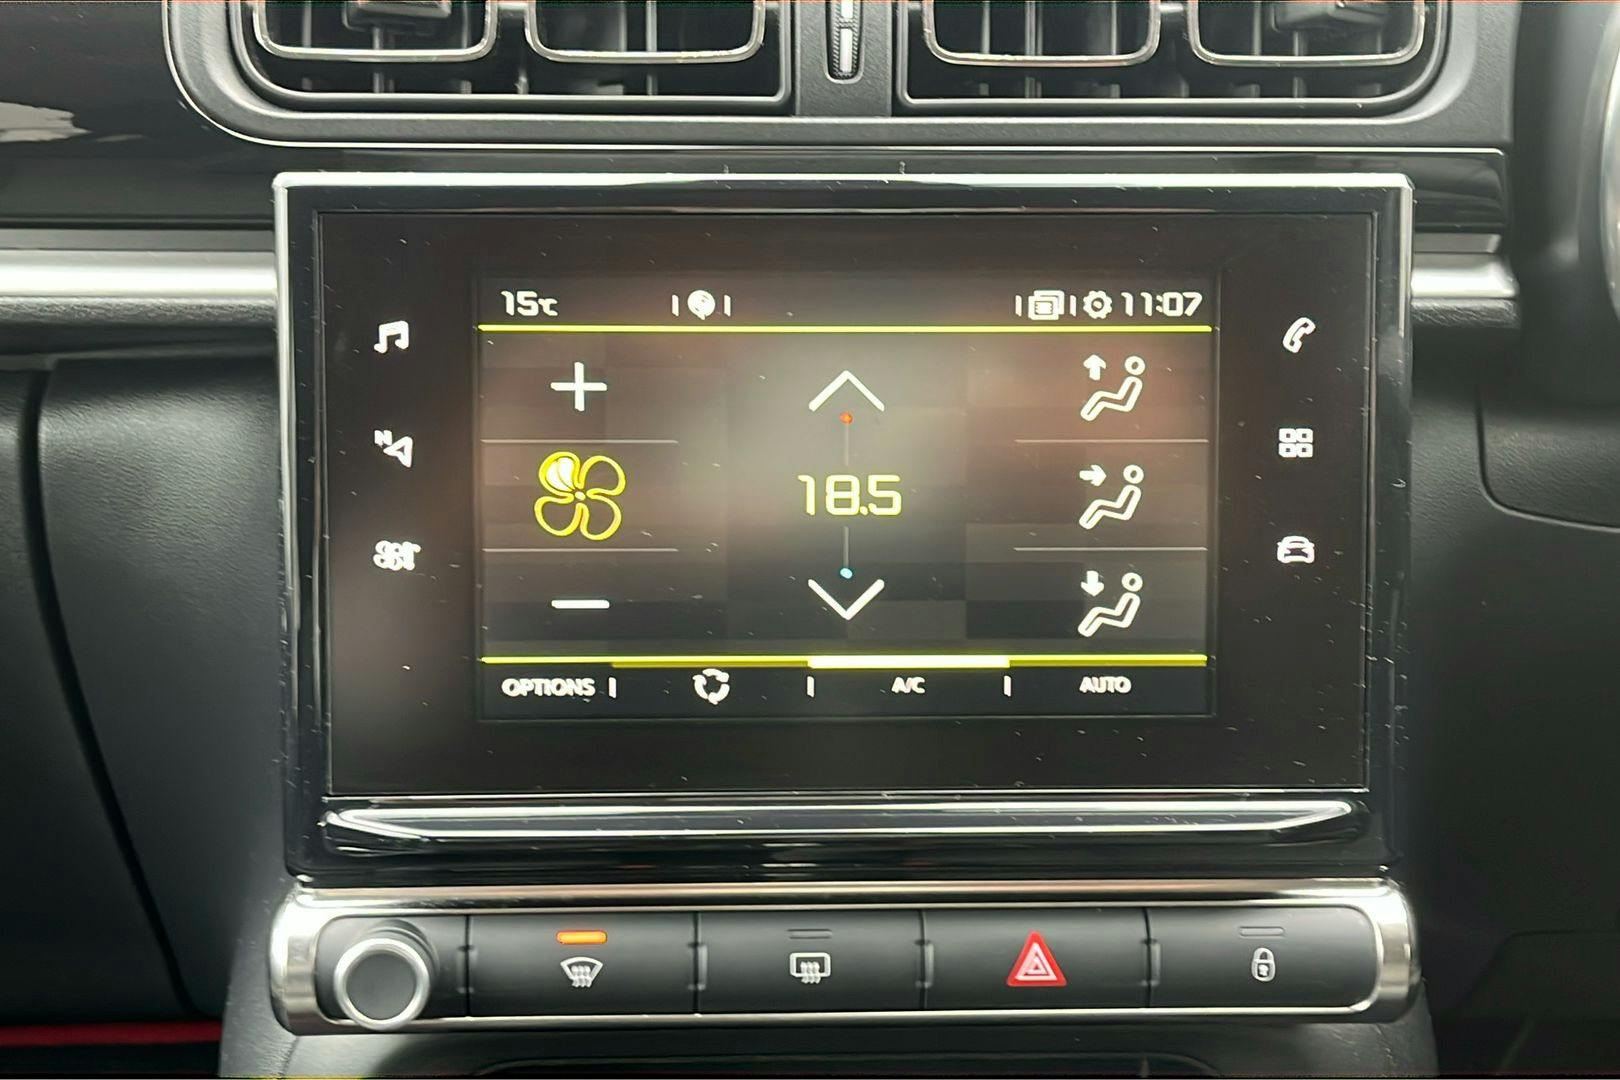 15°C 11:07
N
18.5
OPTIONS A/C AUTO